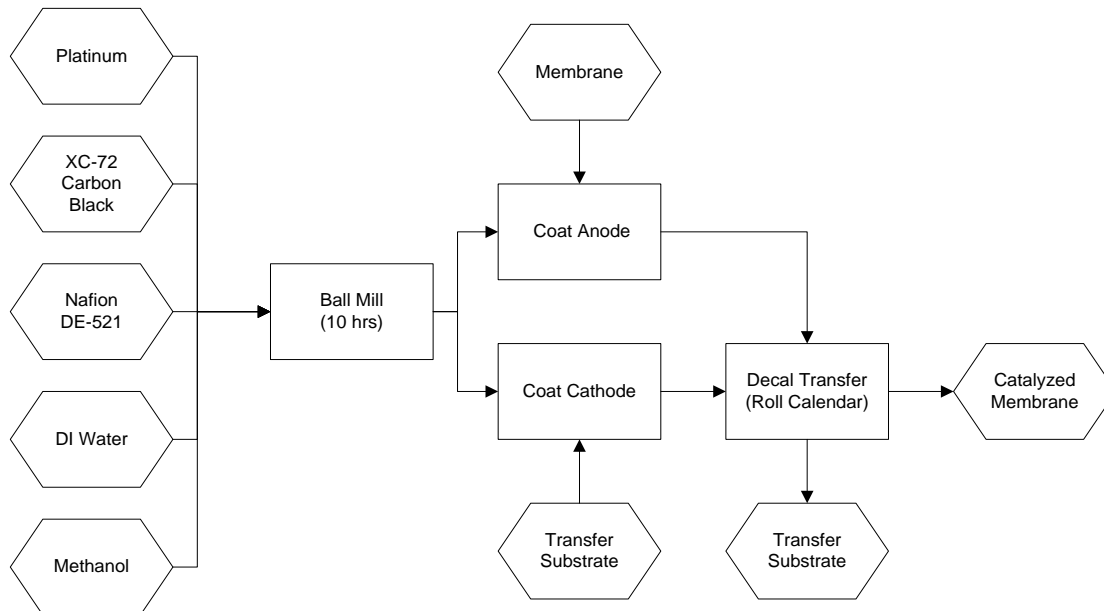 Platinum
XC-72
Carbon
Black
Nafion
DE-521
DI Water
Methanol
Ball Mill
(10 hrs)
Membrane
Coat Anode
Coat Cathode
Transfer
Substrate
Decal Transfer
(Roll Calendar)
Transfer
Substrate
Catalyzed
Membrane